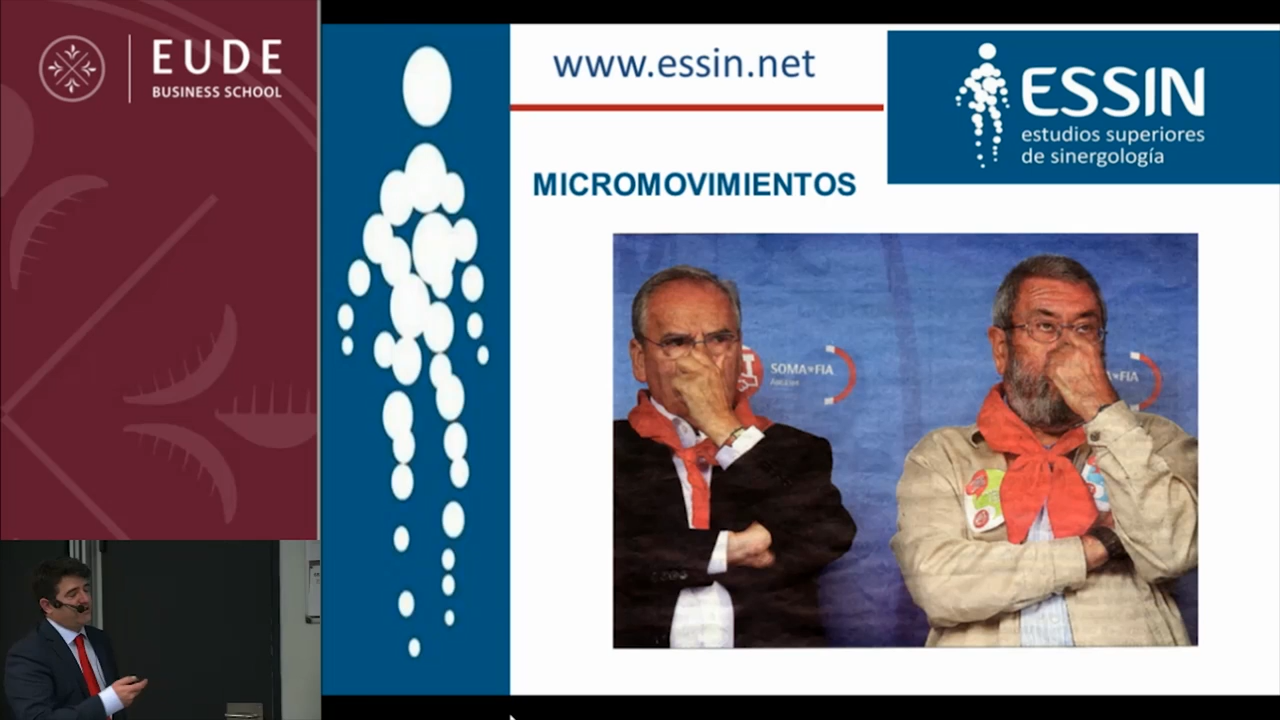 EUDE
BUSINESS SCHOOL
www.essin.net
ESSIN
estudios superiores
de sinergología
MICROMOVIMIENTOS
SOMA FIA
FIA